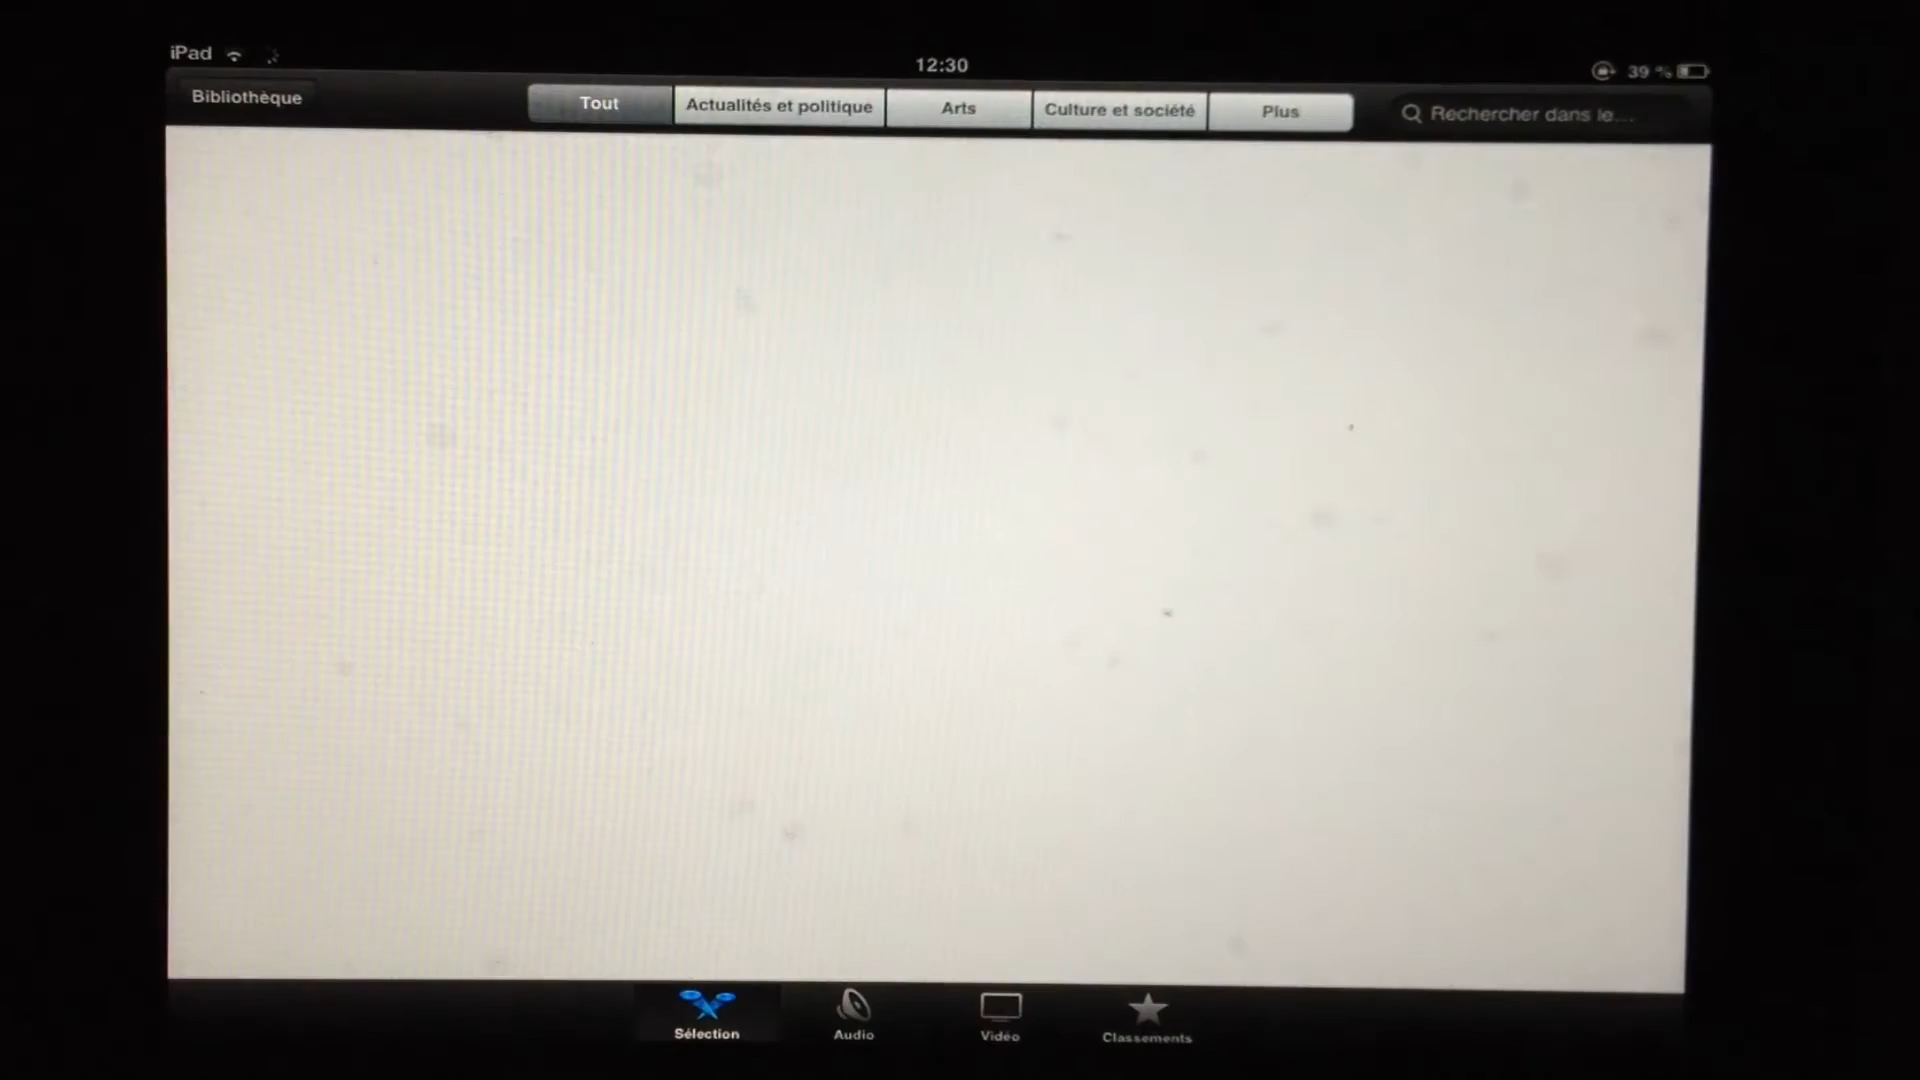 iPad
12:30
39 %
Bibliothèque
Tout
Actualités et politique
Arts
Culture et société
Plus
Rechercher dans le...
Sélection
Audio
Vidéo
Classements